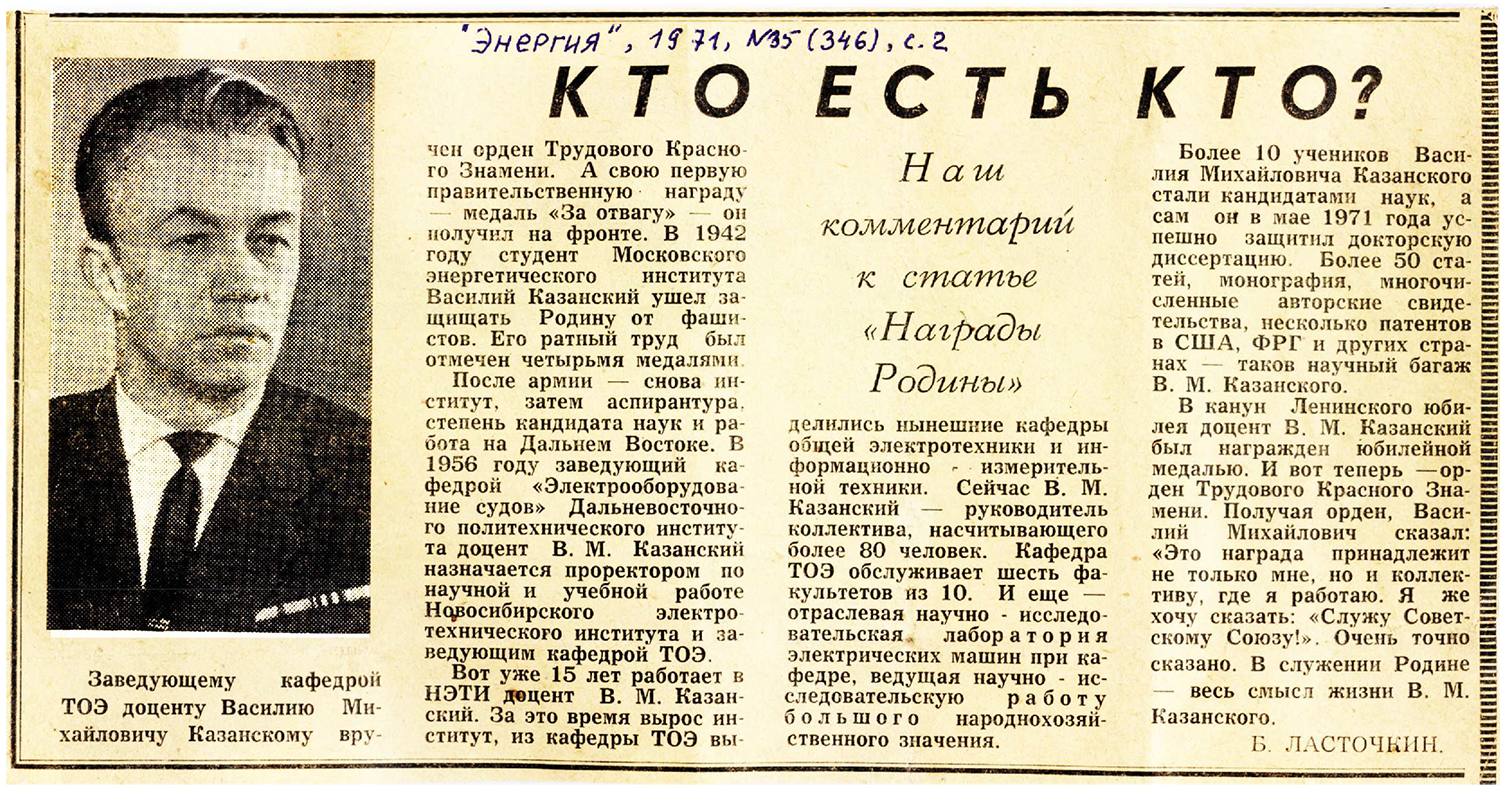 "Энергия", 1971, №35 (346), с. 2
КТО ЕСТЬ КТО?
Заведующему кафедрой
ТОЭ доценту Василию Ми-
хайловичу Казанскому вру-
чен орден Трудового Красно-
го Знамени. А свою первую
правительственную награду
— медаль «За отвагу» — он
получил на фронте. В 1942
году студент Московского
энергетического института
Василий Казанский ушел за-
щищать Родину от фаши-
стов. Его ратный труд был
отмечен четырьмя медалями.
После армии — снова ин-
ститут, затем аспирантура,
степень кандидата наук и ра-
бота на Дальнем Востоке. В
1956 году заведующий ка-
федрой «Электрооборудова-
ние судов» Дальневосточно-
го политехнического институ-
та доцент В. М. Казанский
назначается проректором по
научной и учебной работе
Новосибирского электро-
технического института и за-
ведующим кафедрой ТОЭ.
Вот уже 15 лет работает в
НЭТИ доцент В. М. Казан-
ский. За это время вырос ин-
ститут, из кафедры ТОЭ вы-
Наш
комментарий
к статье
«Награды
Родины»
делились нынешние кафедры
общей электротехники и ин-
формационно - измеритель-
ной техники. Сейчас В. М.
Казанский — руководитель
коллектива, насчитывающего
более 80 человек. Кафедра
ТОЭ обслуживает шесть фа-
культетов из 10. И еще —
отраслевая научно - исследо-
вательская лаборатория
электрических машин при ка-
федре, ведущая научно - ис-
следовательскую работу
большого народнохозяй-
ственного значения.
Более 10 учеников Васи-
лия Михайловича Казанского
стали кандидатами наук, а
сам он в мае 1971 года ус-
пешно защитил докторскую
диссертацию. Более 50 ста-
тей, монография, многочи-
сленные авторские свиде-
тельства, несколько патентов
в США, ФРГ и других стра-
нах — таков научный багаж
В. М. Казанского.
В канун Ленинского юби-
лея доцент В. М. Казанский
был награжден юбилейной
медалью. И вот теперь —ор-
ден Трудового Красного Зна-
мени. Получая орден, Васи-
лий Михайлович сказал:
«Это награда принадлежит
не только мне, но и коллек-
тиву, где я работаю. Я же
хочу сказать: «Служу Совет-
скому Союзу!». Очень точно
сказано. В служении Родине
— весь смысл жизни В. М.
Казанского.
Б. ЛАСТОЧКИН.